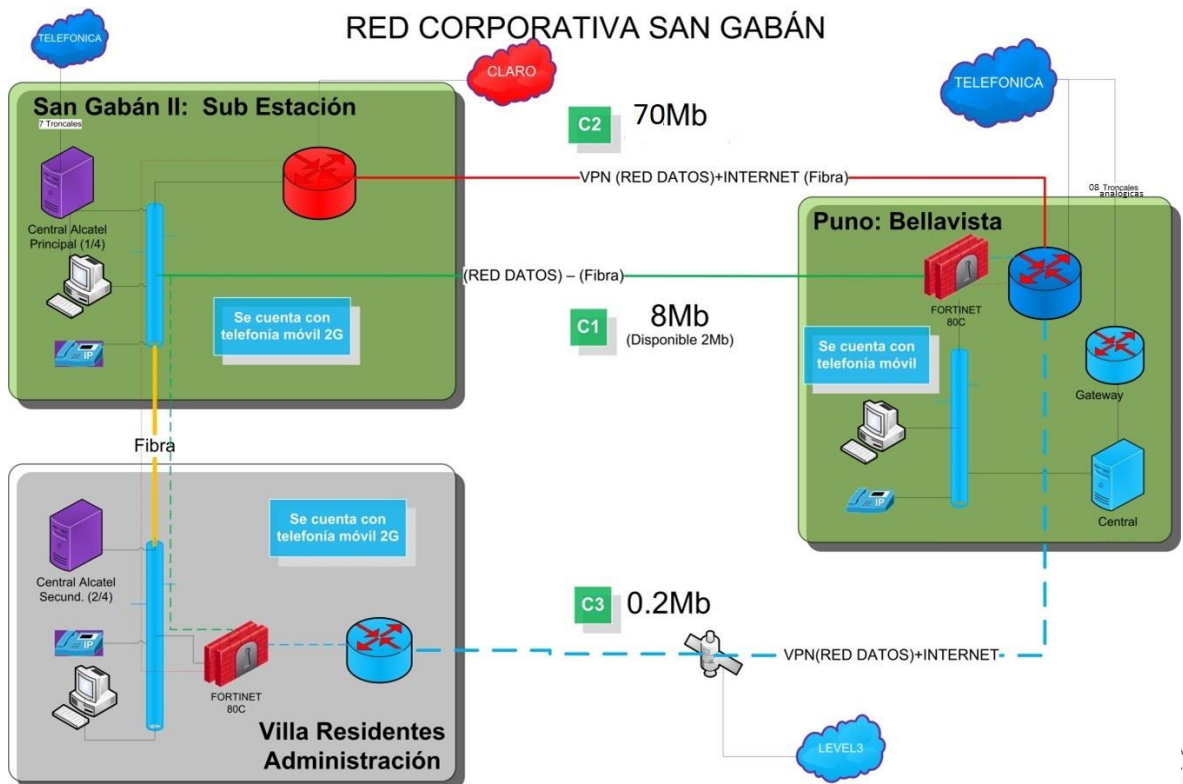 RED CORPORATIVA SAN GABÁN
TELEFONICA
CLARO
TELEFONICA
San Gabán II: Sub Estación
7 Troncales
C2
70Mb
VPN (RED DATOS)+INTERNET (Fibra)
08 Troncales
analógicas
Central Alcatel
Principal (1/4)
Puno: Bellavista
(RED DATOS) – (Fibra)
FORTINET
80C
Se cuenta con
telefonía móvil 2G
C1
8Mb
(Disponible 2Mb)
IP
Se cuenta con
telefonía móvil
Gateway
Fibra
IP
Central
Se cuenta con
telefonía móvil 2G
Central Alcatel
Secund. (2/4)
C3
0.2Mb
IP
VPN(RED DATOS)+INTERNET
FORTINET
80C
Villa Residentes
Administración
LEVEL3